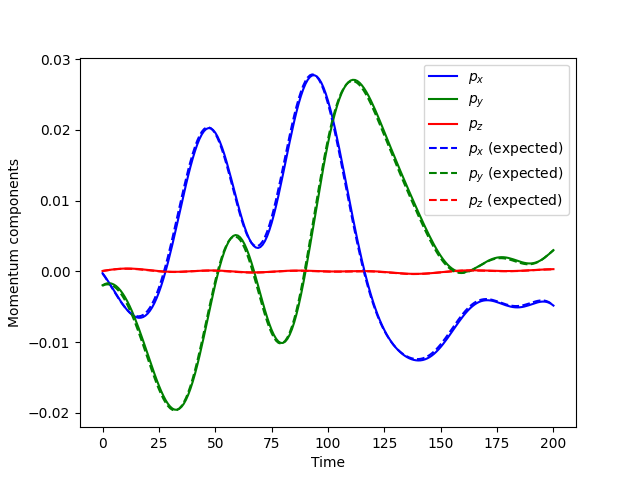 0.03
0.02
0.01
0.00
−0.01
−0.02
Momentum components
0 25 50 75 100 125 150 175 200
Time
p_x
p_y
p_z
p_x (expected)
p_y (expected)
p_z (expected)